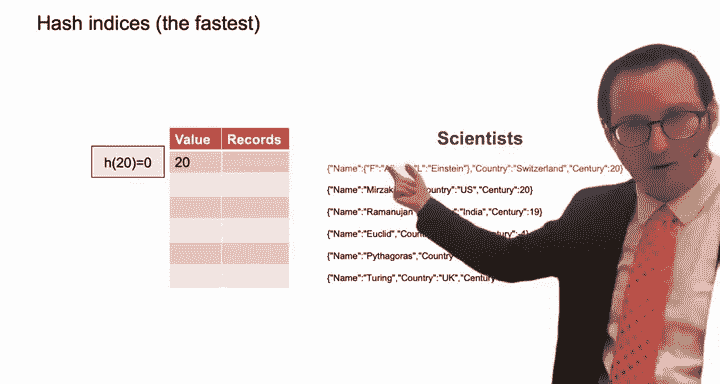 Hash indices (the fastest)
Value Records
h(20)=0 20
Scientists
{"Name":{"F":"A "L":"Einstein"},"Country":"Switzerland","Century":20}
{"Name":"Mirzak ountry":"US","Century":20}
{"Name":"Ramanujan "India","Century":19}
{"Name":"Euclid","Coun entury":-4}
{"Name":"Pythagoras","Country
{"Name":"Turing","Country":"UK","Century